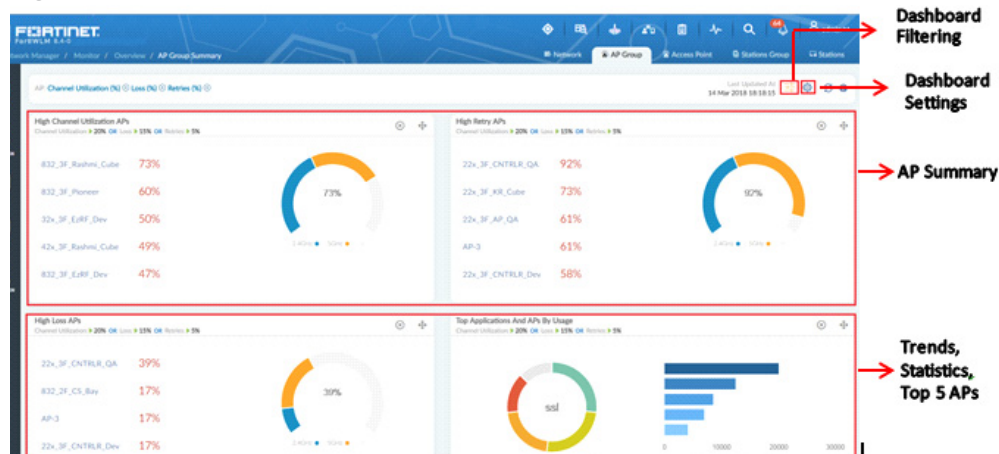 Dashboard
Filtering
FORTINET
FortiWLM 8.4-0
64
work Manager / Monitor / Overview / AP Group Summary
Network AP Group Access Point Stations Group Stations
AP Channel Utilization (%) Loss (%) Retries (%)
Last Updated At
14 Mar 2018 18:18:15
Dashboard
Settings
High Channel Utilization APs
Channel Utilization > 20% OR Loss > 15% OR Retries > 5%
832_3F_Rashmi_Cube 73%
832_3F_Pioneer 60%
32x_3F_EzRF_Dev 50%
42x_3F_Rashmi_Cube 49%
832_3F_EzRF_Dev 47%
73%
2.4GHz 5GHz
High Retry APs
Channel Utilization > 20% OR Loss > 15% OR Retries > 5%
22x_3F_CNTRLR_QA 92%
22x_3F_KR_Cube 73%
22x_3F_AP_QA 61%
AP-3 61%
22x_3F_CNTRLR_Dev 58%
92%
2.4GHz 5GHz
AP Summary
High Loss APs
Channel Utilization > 20% OR Loss > 15% OR Retries > 5%
22x_3F_CNTRLR_QA 39%
832_2F_CS_Bay 17%
AP-3 17%
22x_3F_CNTRLR_Dev 17%
39%
2.4GHz 5GHz
Top Applications And APs By Usage
Channel Utilization > 20% OR Loss > 15% OR Retries > 5%
ssl
0 10000 20000 30000
Trends,
Statistics,
Top 5 APs